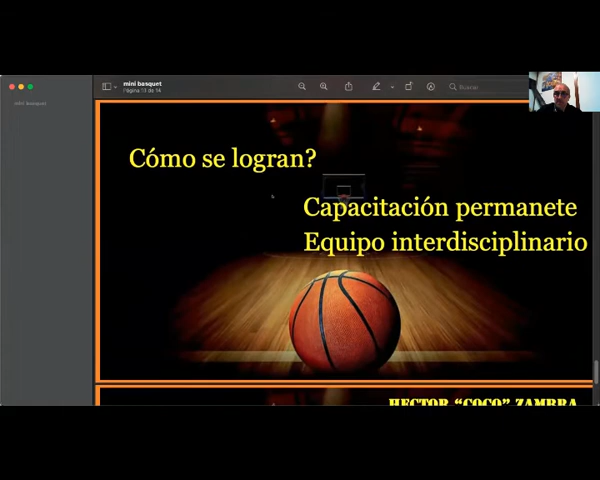 mini basquet
Página 13 de 14
Buscar
mini basquet
Cómo se logran?
Capacitación permanete
Equipo interdisciplinario
HECTOR "COCO" ZAMBRA